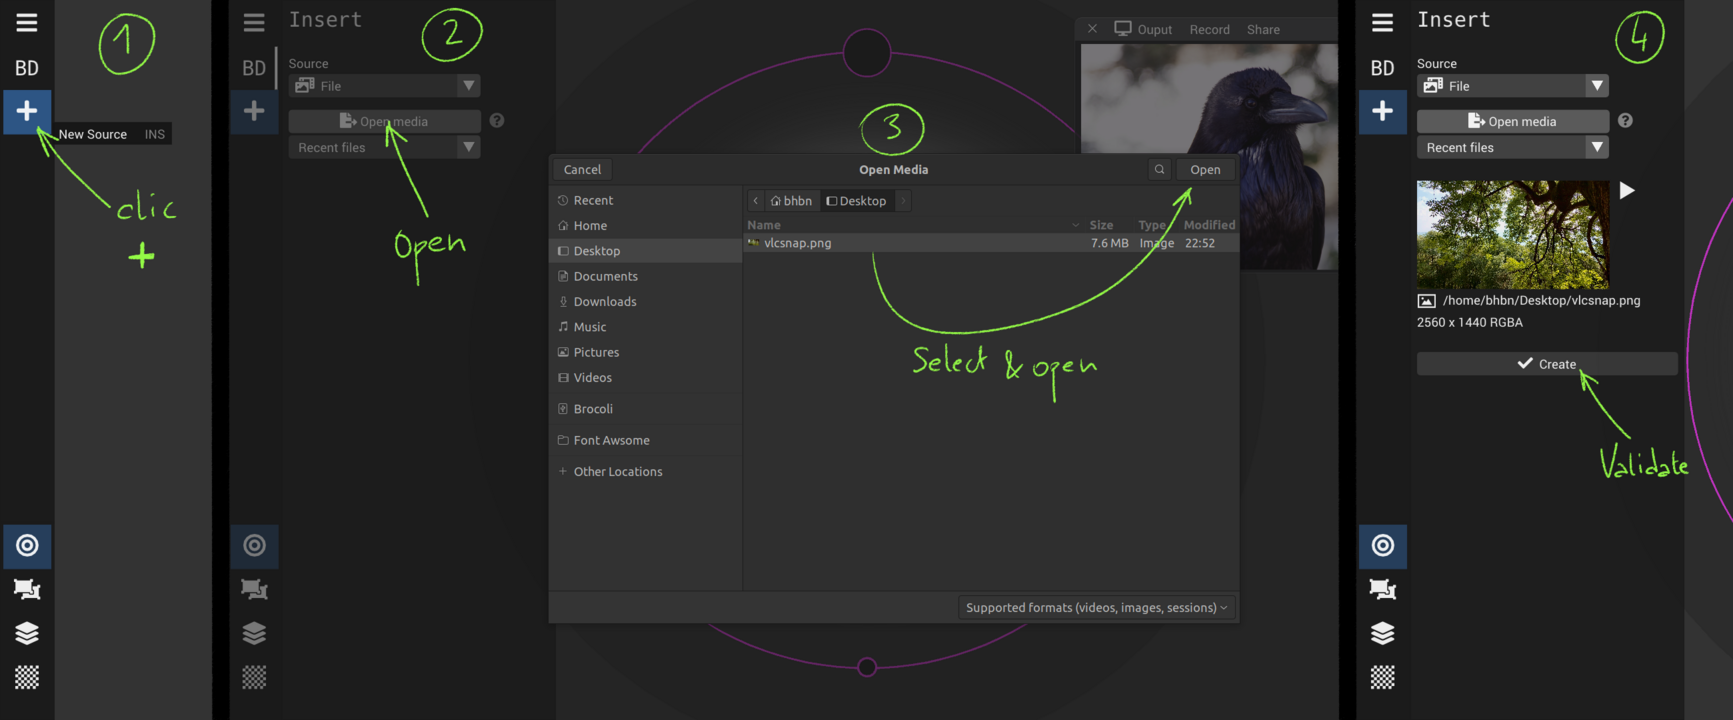 1
BD
New Source INS
clic
+
Insert
2
BD
Source
File
Open media
Recent files
Open
Ouput Record Share
3
Cancel
Open Media
Open
Recent
Home
Desktop
Documents
Downloads
Music
Pictures
Videos
Brocoli
Font Awsome
Other Locations
bhbn Desktop
Name Size Type Modified
vlcsnap.png 7.6 MB Image 22:52
Select & open
Supported formats (videos, images, sessions)
Insert
4
BD
Source
File
Open media
Recent files
/home/bhbn/Desktop/vlcsnap.png
2560 x 1440 RGBA
Create
Validate